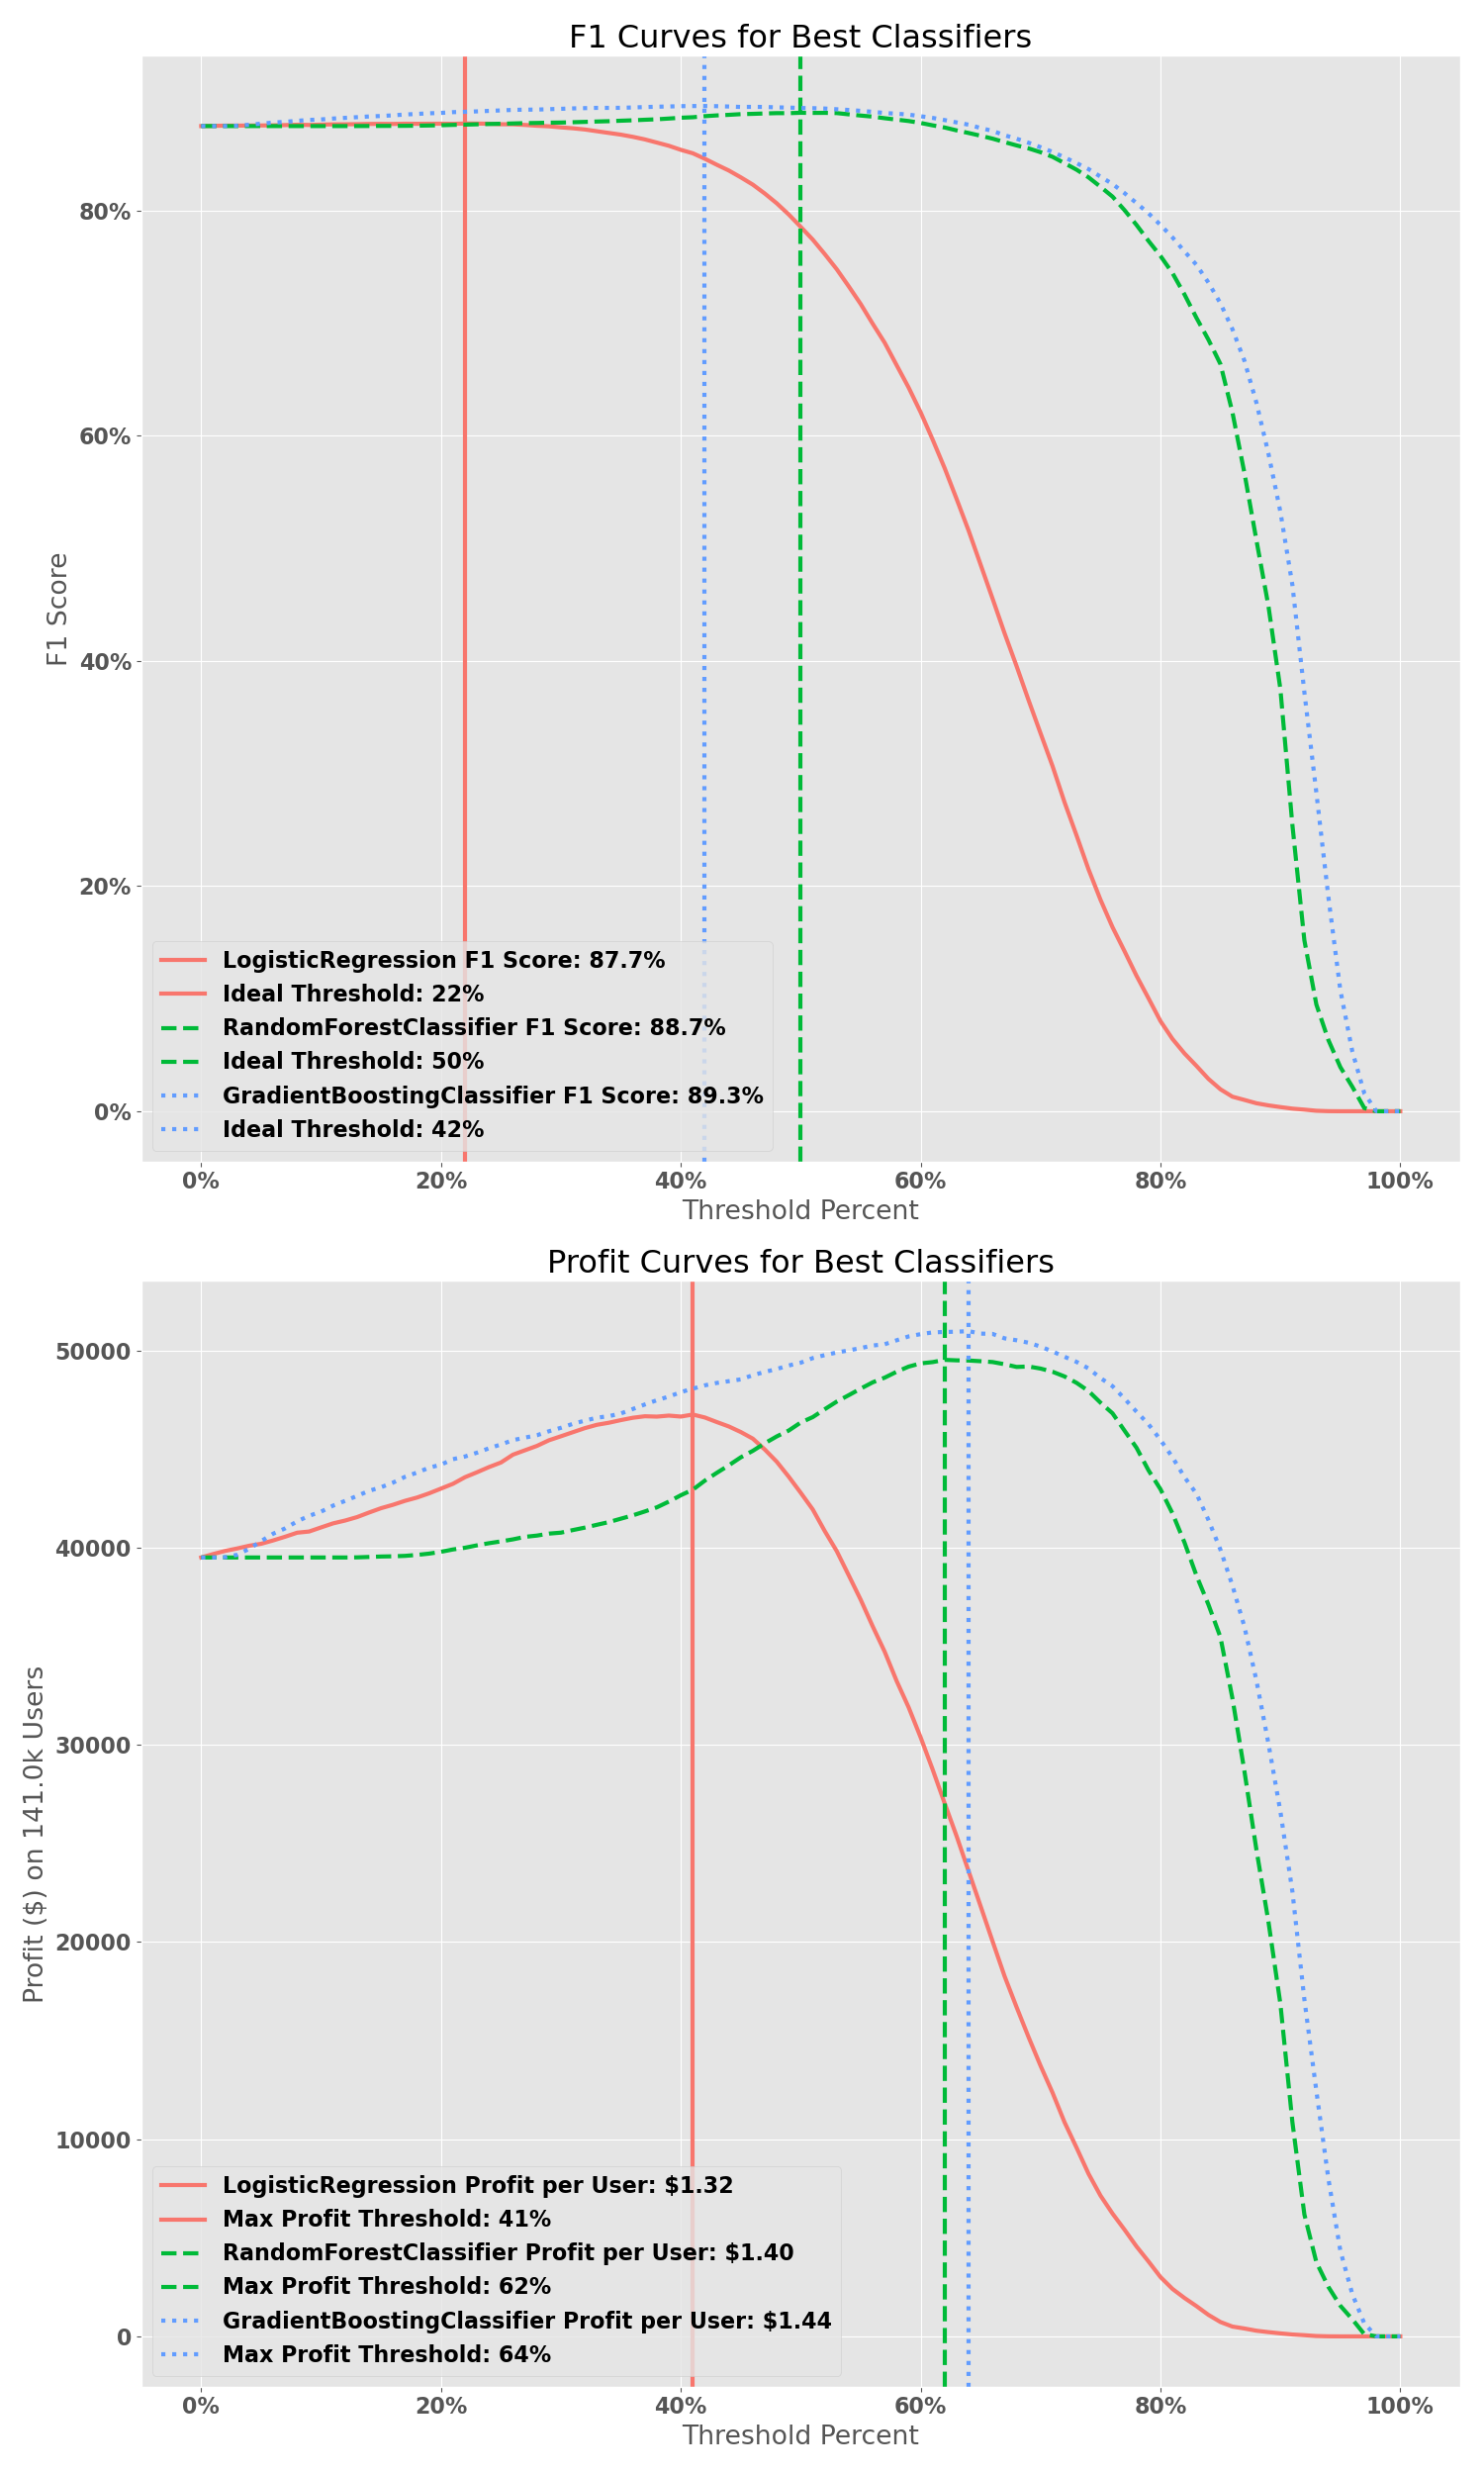 F1 Curves for Best Classifiers
F1 Score
80%
60%
40%
20%
0%
LogisticRegression F1 Score: 87.7%
Ideal Threshold: 22%
RandomForestClassifier F1 Score: 88.7%
Ideal Threshold: 50%
GradientBoostingClassifier F1 Score: 89.3%
Ideal Threshold: 42%
0% 20% 40% 60% 80% 100%
Threshold Percent
Profit Curves for Best Classifiers
Profit ($) on 141.0k Users
50000
40000
30000
20000
10000
0
LogisticRegression Profit per User: $1.32
Max Profit Threshold: 41%
RandomForestClassifier Profit per User: $1.40
Max Profit Threshold: 62%
GradientBoostingClassifier Profit per User: $1.44
Max Profit Threshold: 64%
0% 20% 40% 60% 80% 100%
Threshold Percent